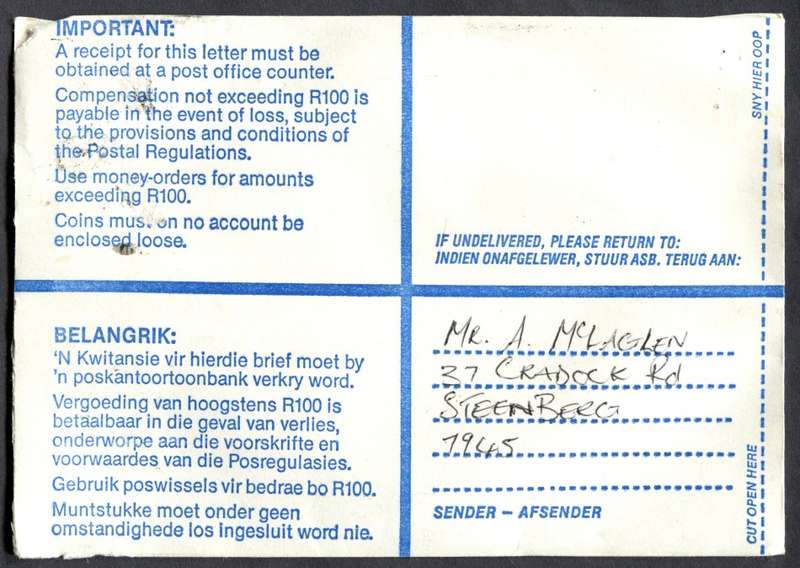 IMPORTANT:
A receipt for this letter must be
obtained at a post office counter.
Compensation not exceeding R100 is
payable in the event of loss, subject
to the provisions and conditions of
the Postal Regulations.
Use money-orders for amounts
exceeding R100.
Coins must on no account be
enclosed loose.
IF UNDELIVERED, PLEASE RETURN TO:
INDIEN ONAFGELEWER, STUUR ASB. TERUG AAN:
SNY HIER OOP
BELANGRIK:
'N Kwitansie vir hierdie brief moet by
'n poskantoortoonbank verkry word.
Vergoeding van hoogstens R100 is
betaalbaar in die geval van verlies,
onderworpe aan die voorskrifte en
voorwaardes van die Posregulasies.
Gebruik poswissels vir bedrae bo R100.
Muntstukke moet onder geen
omstandighede los ingesluit word nie.
MR. A. MCLAGLEN
37 CRADOCK Rd
STEENBERG
7945
SENDER – AFSENDER
CUT OPEN HERE